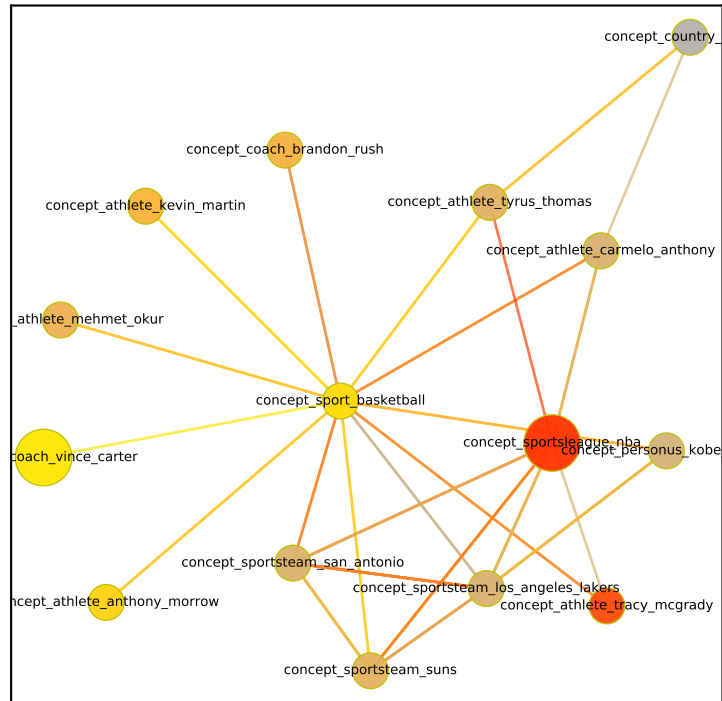 concept_country_
concept_coach_brandon_rush
concept_athlete_kevin_martin
concept_athlete_tyrus_thomas
concept_athlete_carmelo_anthony
_athlete_mehmet_okur
concept_sport_basketball
concept_sportsleague_nba
concept_personus_kobe
coach_vince_carter
concept_sportsteam_san_antonio
concept_sportsteam_los_angeles_lakers
ncept_athlete_anthony_morrow
concept_athlete_tracy_mcgrady
concept_sportsteam_suns